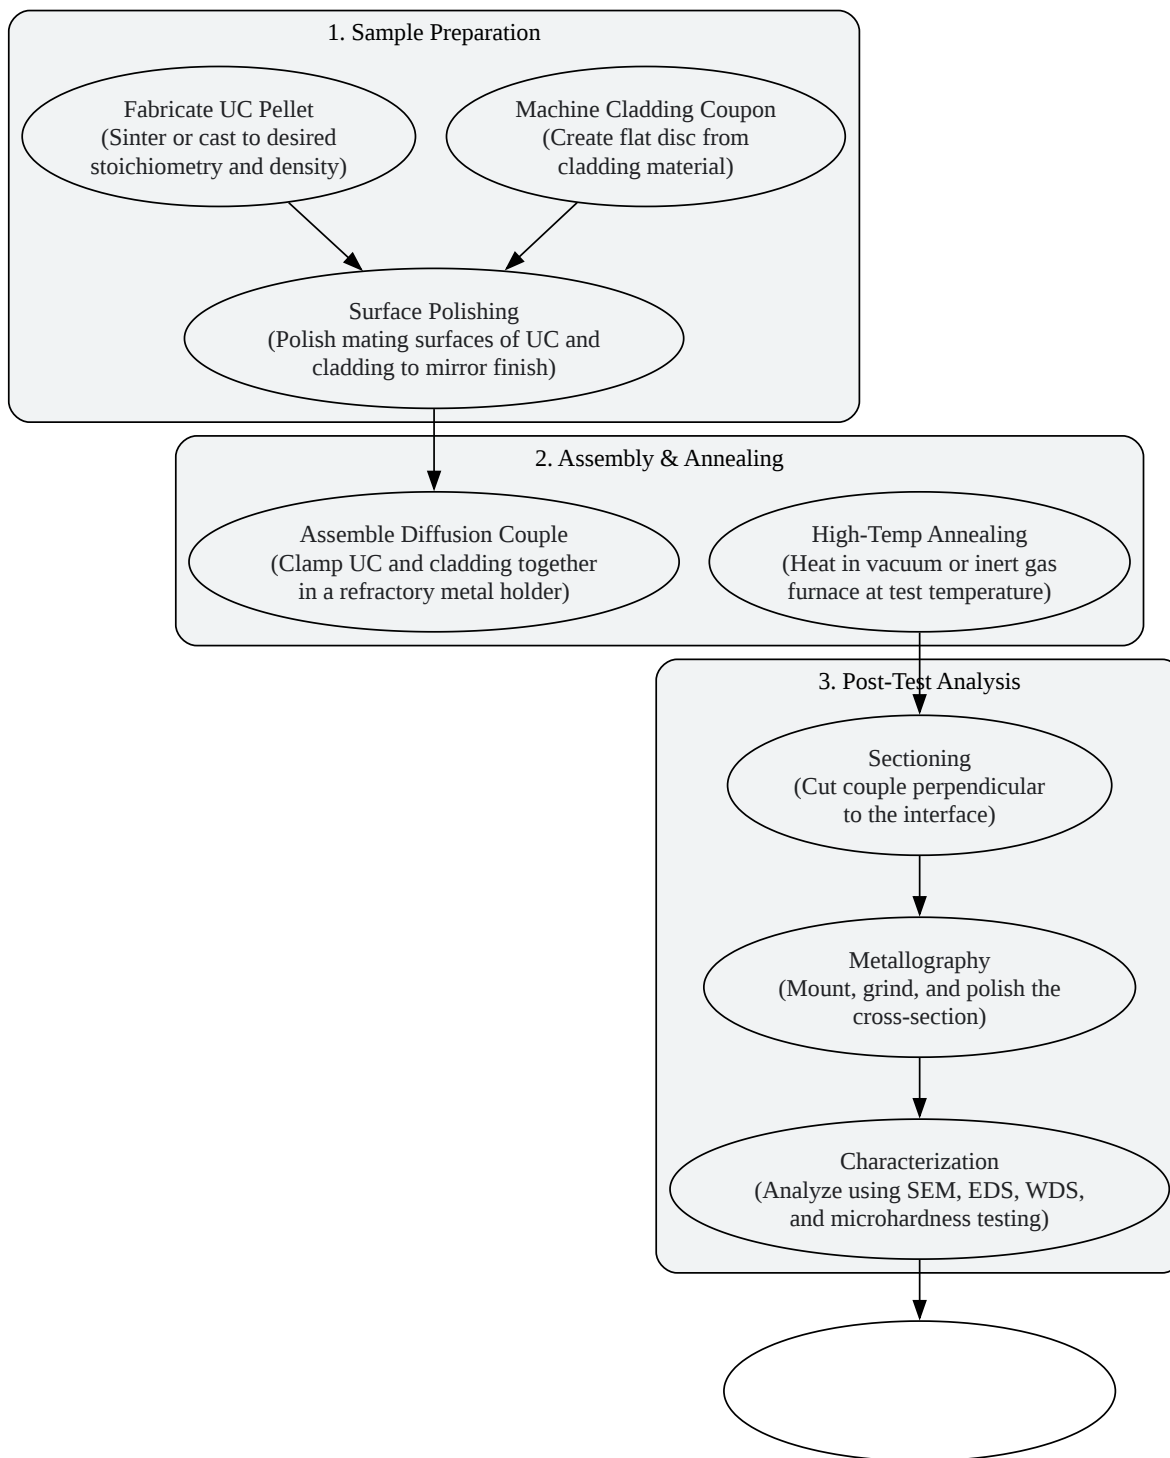 1. Sample Preparation
Fabricate UC Pellet
(Sinter or cast to desired
stoichiometry and density)
Machine Cladding Coupon
(Create flat disc from
cladding material)
Surface Polishing
(Polish mating surfaces of UC and
cladding to mirror finish)
2. Assembly & Annealing
Assemble Diffusion Couple
(Clamp UC and cladding together
in a refractory metal holder)
High-Temp Annealing
(Heat in vacuum or inert gas
furnace at test temperature)
3. Post-Test Analysis
Sectioning
(Cut couple perpendicular
to the interface)
Metallography
(Mount, grind, and polish the
cross-section)
Characterization
(Analyze using SEM, EDS, WDS,
and microhardness testing)